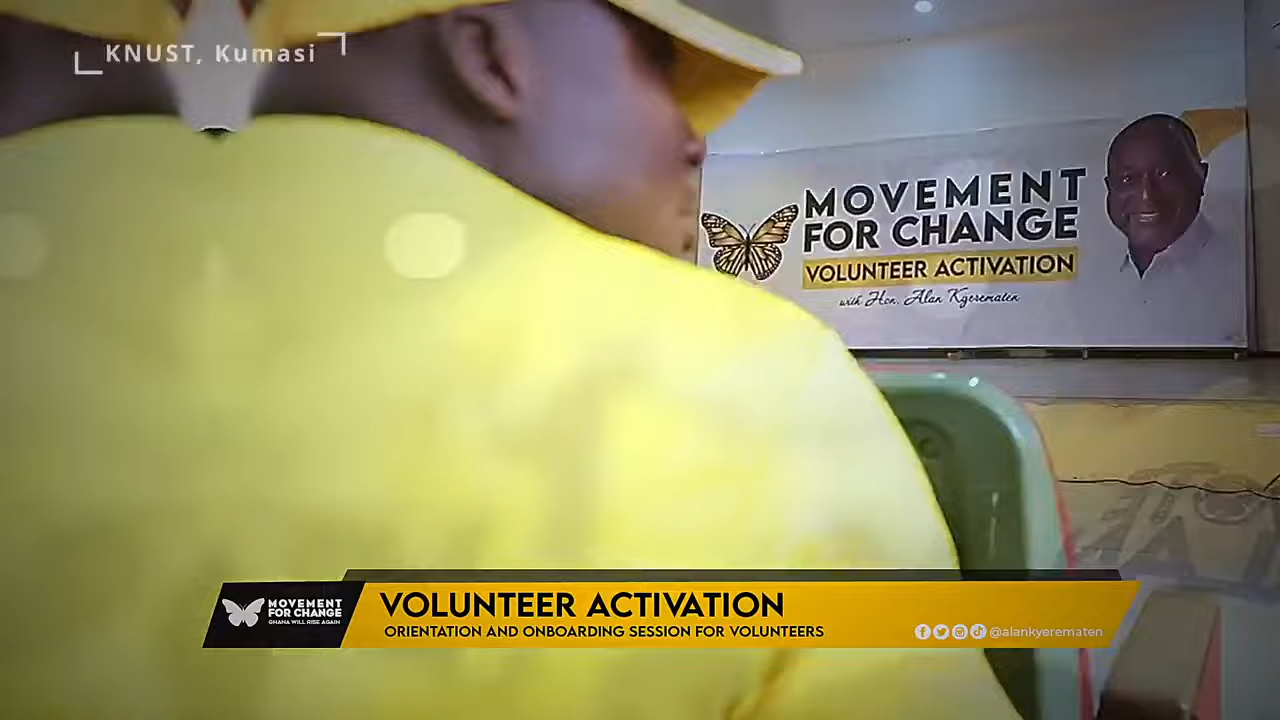 KNUST, Kumasi
MOVEMENT
FOR CHANGE
VOLUNTEER ACTIVATION
with Hon. Alan Kyerematen
MOVEMENT
FOR CHANGE
GHANA WILL RISE AGAIN
VOLUNTEER ACTIVATION
ORIENTATION AND ONBOARDING SESSION FOR VOLUNTEERS
@alankyerematen